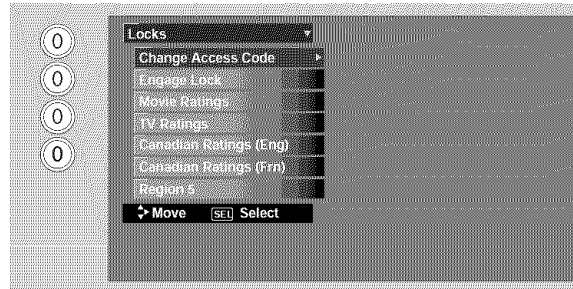 0
0
0
0
Locks
Change Access Code
Engage Lock
Movie Ratings
TV Ratings
Canadian Ratings (Eng)
Canadian Ratings (Frn)
Region 5
Move SEL Select